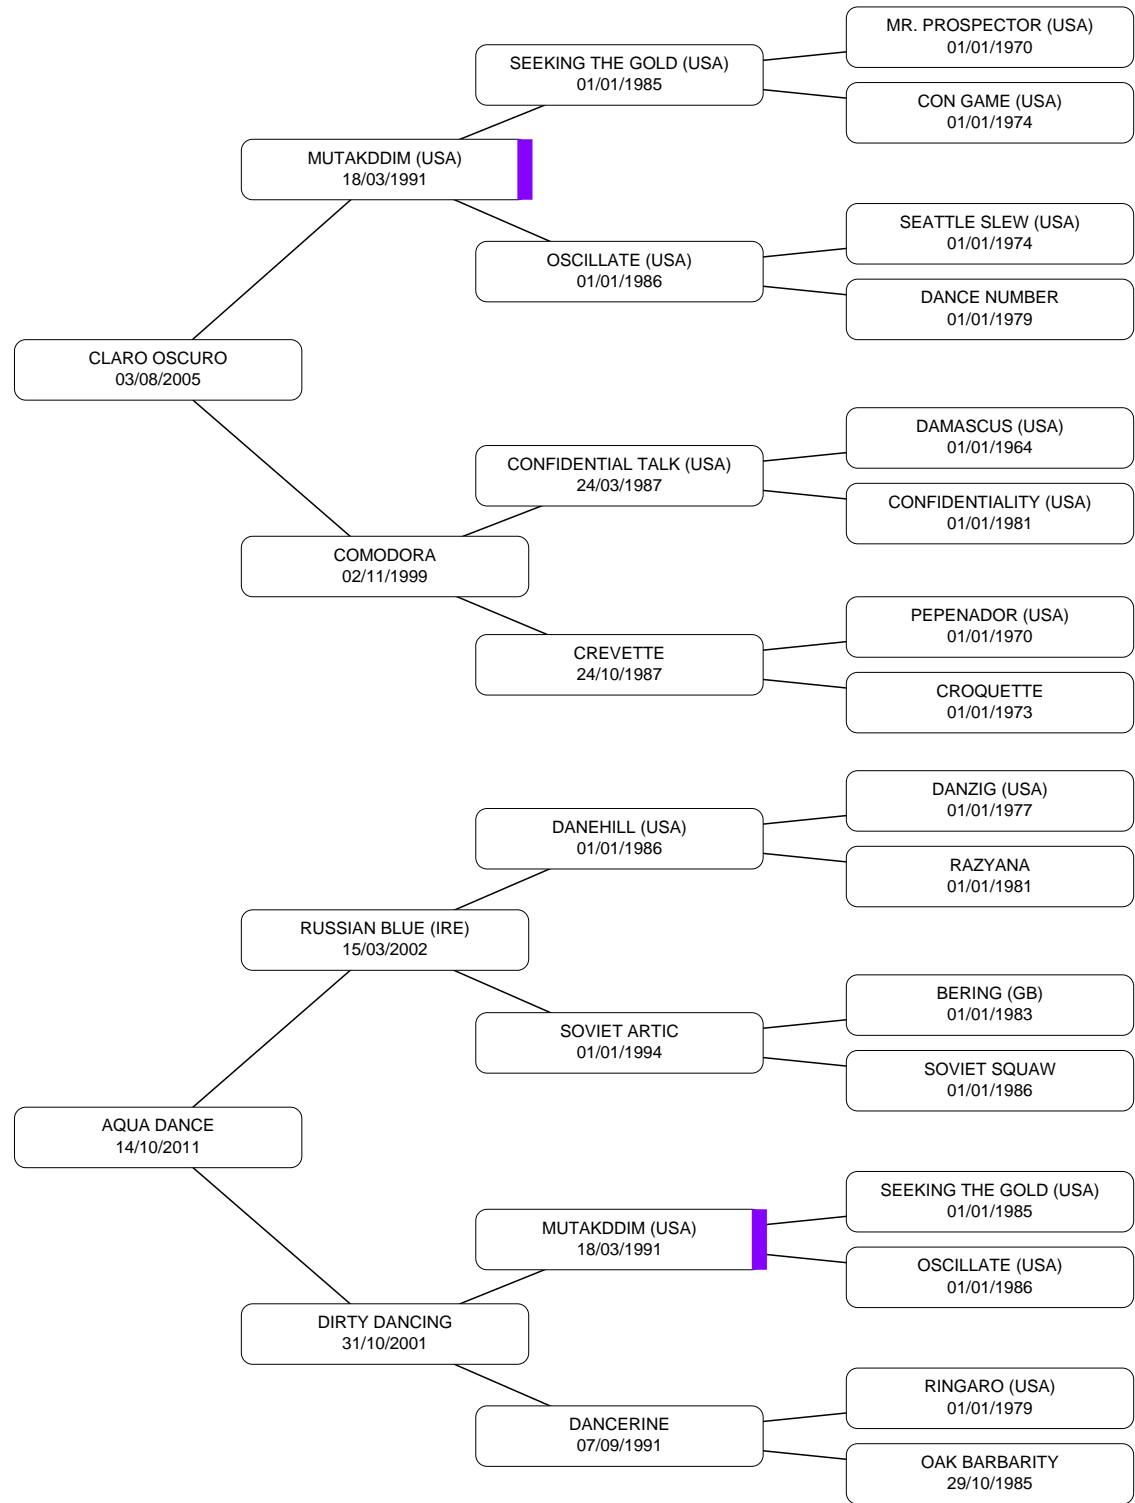 MR. PROSPECTOR (USA)
01/01/1970
SEEKING THE GOLD (USA)
01/01/1985
CON GAME (USA)
01/01/1974
MUTAKDDIM (USA)
18/03/1991
SEATTLE SLEW (USA)
01/01/1974
OSCILLATE (USA)
01/01/1986
DANCE NUMBER
01/01/1979
CLARO OSCURO
03/08/2005
DAMASCUS (USA)
01/01/1964
CONFIDENTIAL TALK (USA)
24/03/1987
CONFIDENTIALITY (USA)
01/01/1981
COMODORA
02/11/1999
PEPENADOR (USA)
01/01/1970
CREVETTE
24/10/1987
CROQUETTE
01/01/1973
DANZIG (USA)
01/01/1977
DANEHILL (USA)
01/01/1986
RAZYANA
01/01/1981
RUSSIAN BLUE (IRE)
15/03/2002
BERING (GB)
01/01/1983
SOVIET ARTIC
01/01/1994
SOVIET SQUAW
01/01/1986
AQUA DANCE
14/10/2011
SEEKING THE GOLD (USA)
01/01/1985
MUTAKDDIM (USA)
18/03/1991
OSCILLATE (USA)
01/01/1986
DIRTY DANCING
31/10/2001
RINGARO (USA)
01/01/1979
DANCERINE
07/09/1991
OAK BARBARITY
29/10/1985